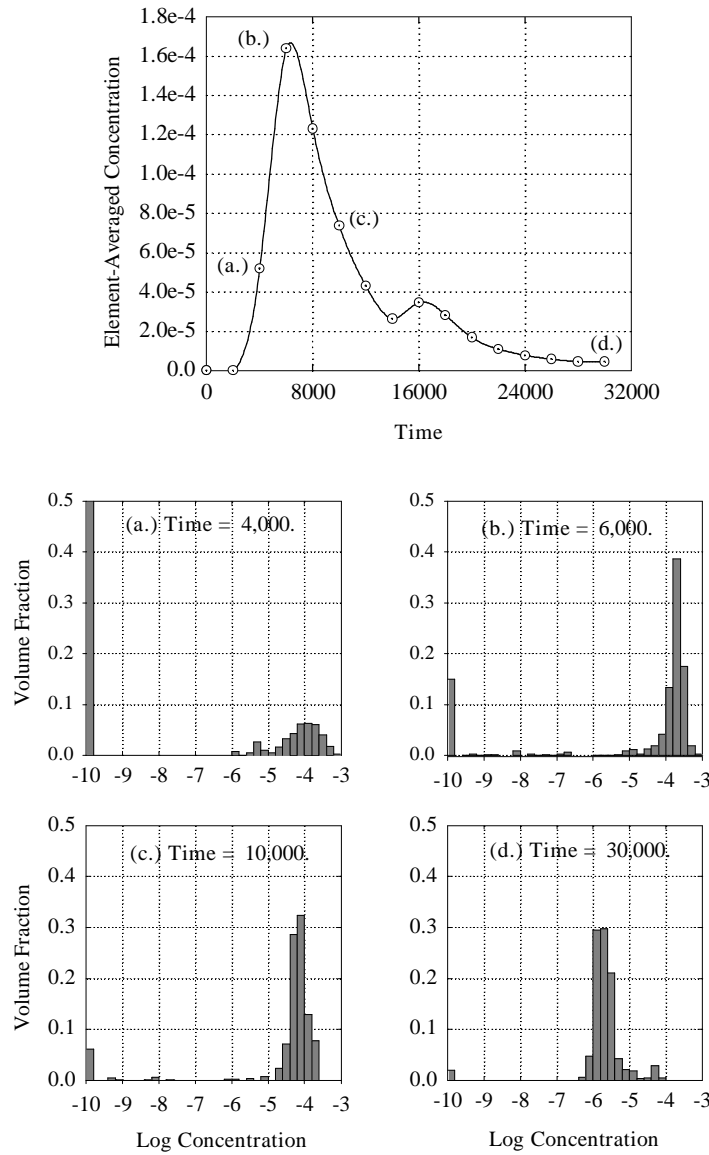 1.8e-4
1.6e-4
1.4e-4
1.2e-4
1.0e-4
8.0e-5
6.0e-5
4.0e-5
2.0e-5
0.0
Element-Averaged Concentration
(b.)
(c.)
(a.)
(d.)
0 8000 16000 24000 32000
Time
0.5
0.4
0.3
0.2
0.1
0.0
Volume Fraction
(a.) Time = 4,000.
-10 -9 -8 -7 -6 -5 -4 -3
0.5
0.4
0.3
0.2
0.1
0.0
(b.) Time = 6,000.
-10 -9 -8 -7 -6 -5 -4 -3
0.5
0.4
0.3
0.2
0.1
0.0
Volume Fraction
(c.) Time = 10,000.
-10 -9 -8 -7 -6 -5 -4 -3
Log Concentration
0.5
0.4
0.3
0.2
0.1
0.0
(d.) Time = 30,000.
-10 -9 -8 -7 -6 -5 -4 -3
Log Concentration